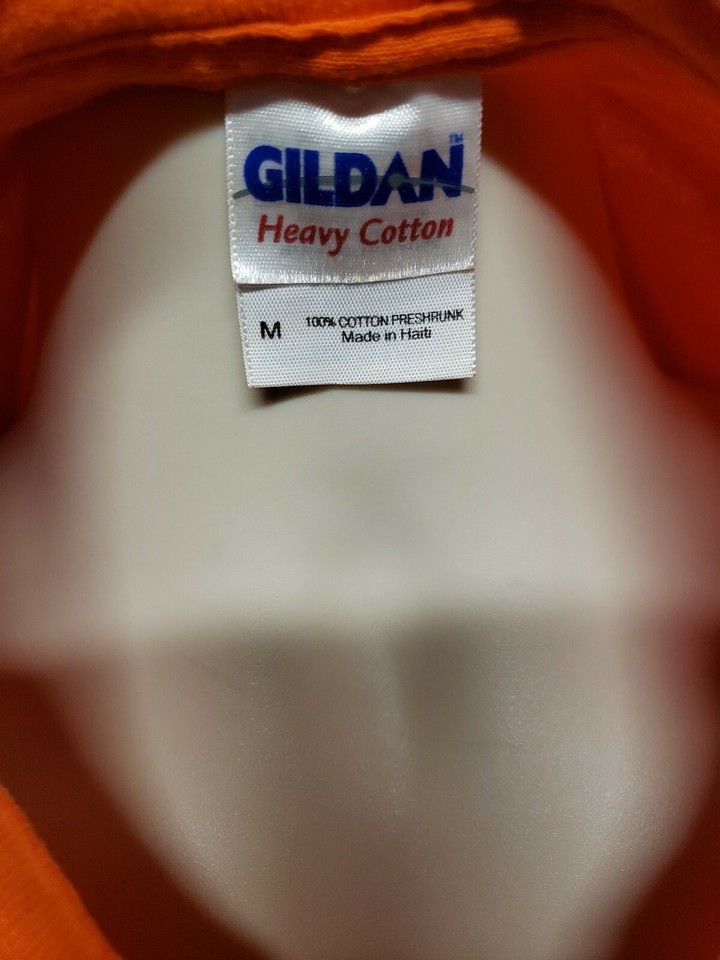 GILDAN™
Heavy Cotton
M 100% COTTON PRESHRUNK
Made in Haiti